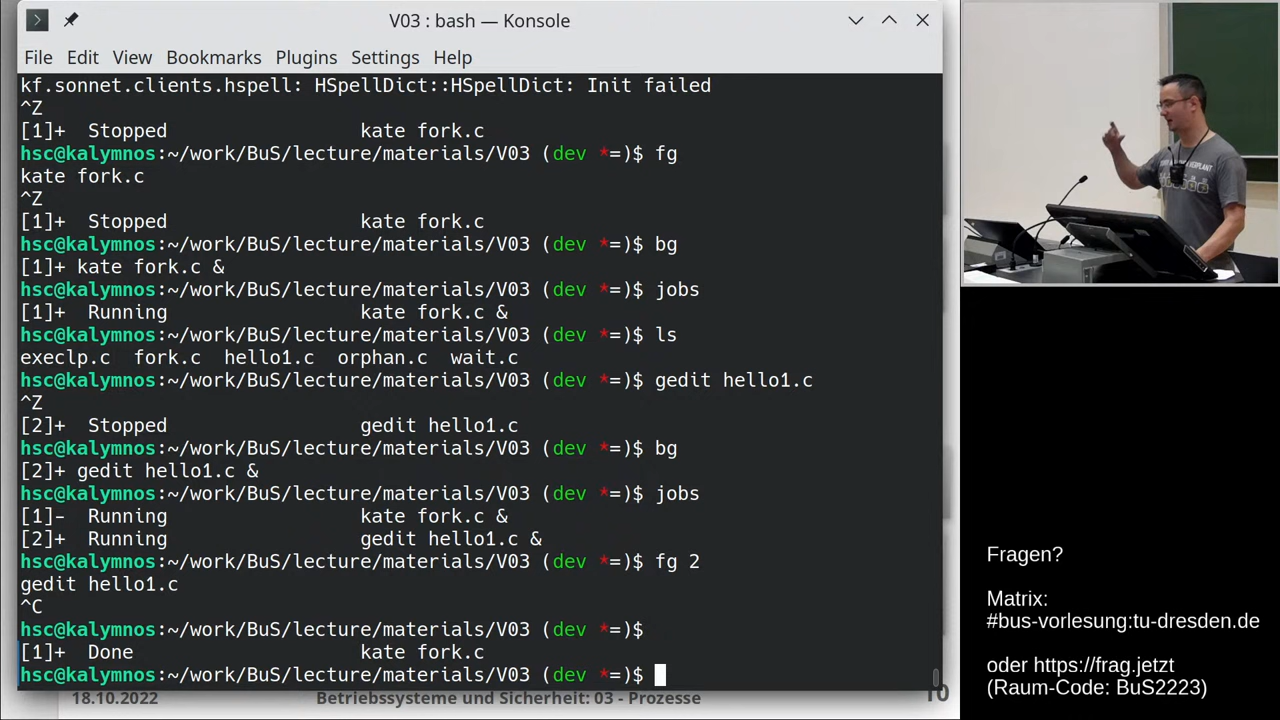 V03 : bash — Konsole
File Edit View Bookmarks Plugins Settings Help
kf.sonnet.clients.hspell: HSpellDict::HSpellDict: Init failed
^Z
[1]+  Stopped                 kate fork.c
hsc@kalymnos:~/work/BuS/lecture/materials/V03 (dev *=)$ fg
kate fork.c
^Z
[1]+  Stopped                 kate fork.c
hsc@kalymnos:~/work/BuS/lecture/materials/V03 (dev *=)$ bg
[1]+ kate fork.c &
hsc@kalymnos:~/work/BuS/lecture/materials/V03 (dev *=)$ jobs
[1]+  Running                 kate fork.c &
hsc@kalymnos:~/work/BuS/lecture/materials/V03 (dev *=)$ ls
execlp.c  fork.c  hello1.c  orphan.c  wait.c
hsc@kalymnos:~/work/BuS/lecture/materials/V03 (dev *=)$ gedit hello1.c
^Z
[2]+  Stopped                 gedit hello1.c
hsc@kalymnos:~/work/BuS/lecture/materials/V03 (dev *=)$ bg
[2]+ gedit hello1.c &
hsc@kalymnos:~/work/BuS/lecture/materials/V03 (dev *=)$ jobs
[1]-  Running                 kate fork.c &
[2]+  Running                 gedit hello1.c &
hsc@kalymnos:~/work/BuS/lecture/materials/V03 (dev *=)$ fg 2
gedit hello1.c
^C
hsc@kalymnos:~/work/BuS/lecture/materials/V03 (dev *=)$
[1]+  Done                    kate fork.c
hsc@kalymnos:~/work/BuS/lecture/materials/V03 (dev *=)$
18.10.2022 Betriebssysteme und Sicherheit: 03 - Prozesse 10
Fragen?
Matrix:
#bus-vorlesung:tu-dresden.de
oder https://frag.jetzt
(Raum-Code: BuS2223)